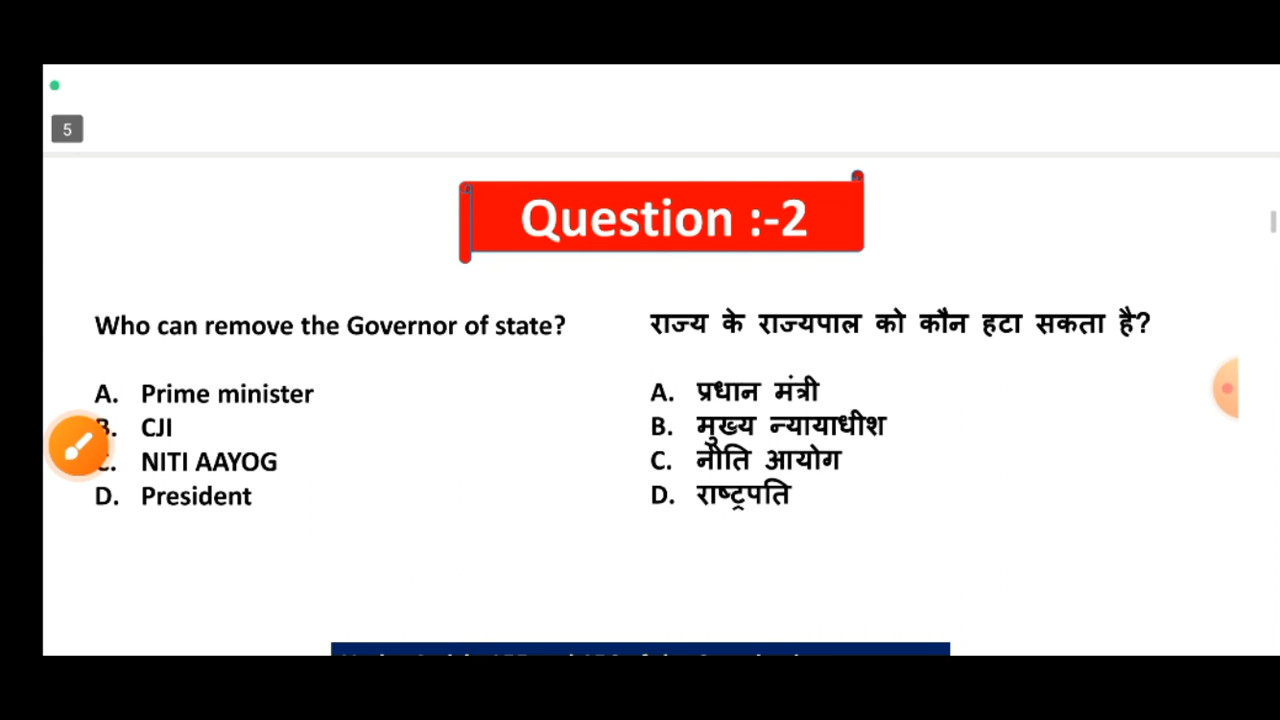 5
Question :-2
Who can remove the Governor of state?
A. Prime minister
B. CJI
C. NITI AAYOG
D. President
राज्य के राज्यपाल को कौन हटा सकता है?
A. प्रधान मंत्री
B. मुख्य न्यायाधीश
C. नीति आयोग
D. राष्ट्रपति